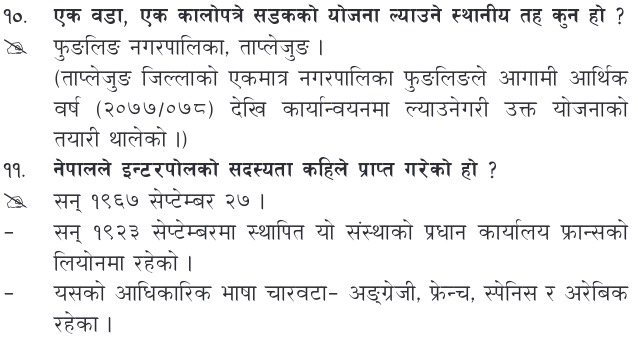 १०. एक वडा, एक कालोपत्रे सडकको योजना ल्याउने स्थानीय तह कुन हो ?
फुङलिङ नगरपालिका, ताप्लेजुङ ।
(ताप्लेजुङ जिल्लाको एकमात्र नगरपालिका फुङलिङले आगामी आर्थिक
वर्ष (२०७७/०७८) देखि कार्यान्वयनमा ल्याउनेगरी उक्त योजनाको
तयारी थालेको ।)
११. नेपालले इन्टरपोलको सदस्यता कहिले प्राप्त गरेको हो ?
सन् १९६७ सेप्टेम्बर २७ ।
– सन् १९२३ सेप्टेम्बरमा स्थापित यो संस्थाको प्रधान कार्यालय फ्रान्सको
लियोनमा रहेको ।
– यसको आधिकारिक भाषा चारवटा– अङ्ग्रेजी, फ्रेन्च, स्पेनिस र अरेबिक
रहेका ।